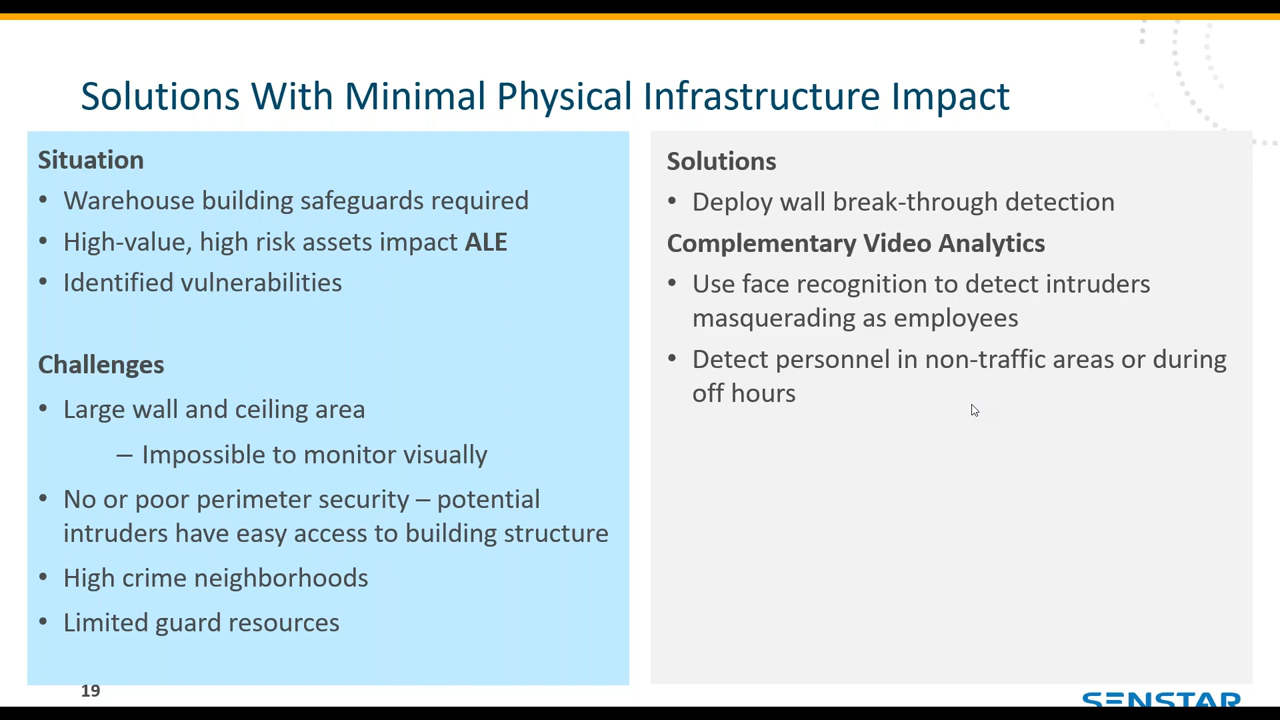 Solutions With Minimal Physical Infrastructure Impact
Situation
• Warehouse building safeguards required
• High-value, high risk assets impact ALE
• Identified vulnerabilities
Challenges
• Large wall and ceiling area
– Impossible to monitor visually
• No or poor perimeter security – potential
intruders have easy access to building structure
• High crime neighborhoods
• Limited guard resources
Solutions
• Deploy wall break-through detection
Complementary Video Analytics
• Use face recognition to detect intruders
masquerading as employees
• Detect personnel in non-traffic areas or during
off hours
19
SENSTAR